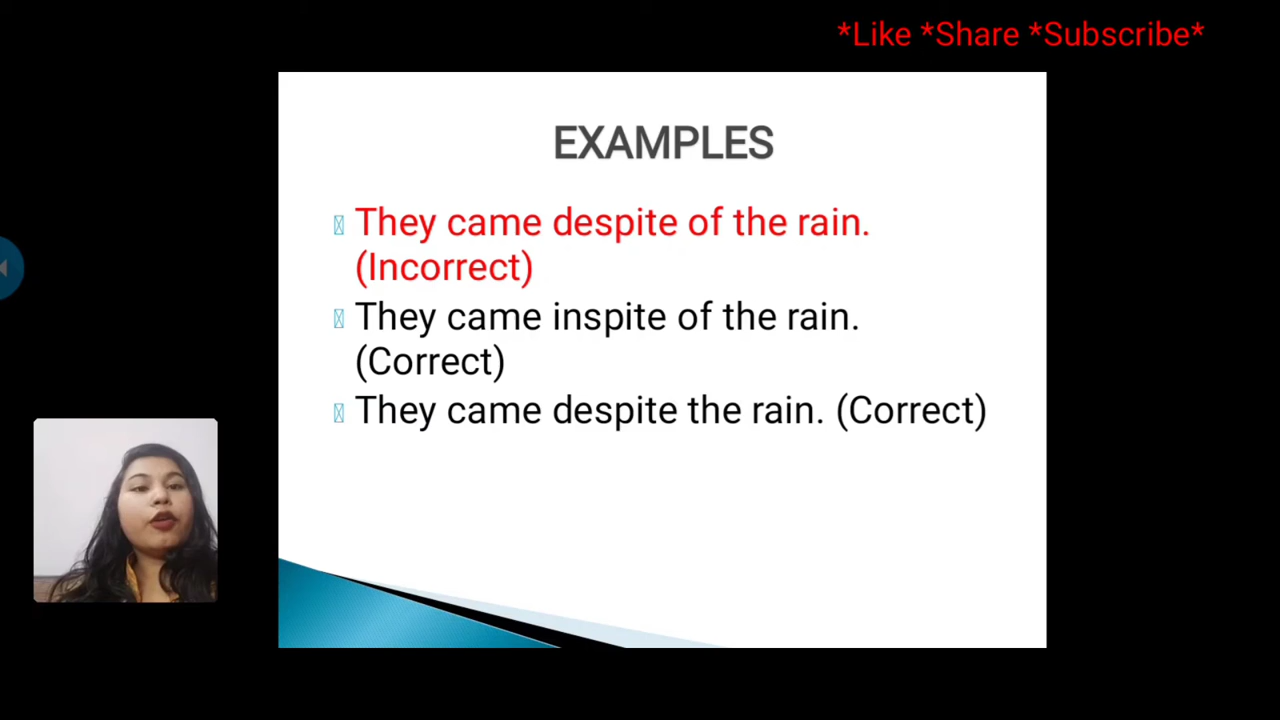 *Like *Share *Subscribe*
EXAMPLES
They came despite of the rain.
(Incorrect)
They came inspite of the rain.
(Correct)
They came despite the rain. (Correct)